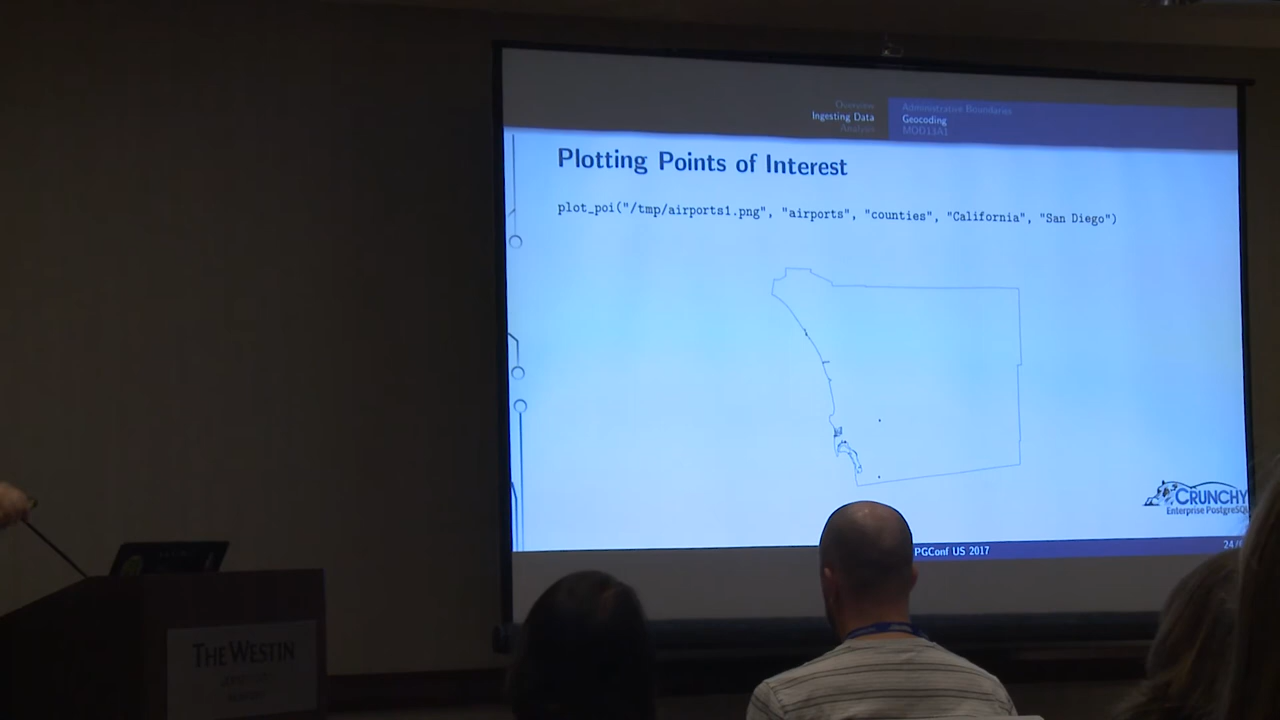 Overview
Ingesting Data
Analysis
Administrative Boundaries
Geocoding
MOD13A1
Plotting Points of Interest
plot_poi("/tmp/airports1.png", "airports", "counties", "California", "San Diego")
CRUNCHY
Enterprise PostgreSQL
PGConf US 2017
24/
THE WESTIN